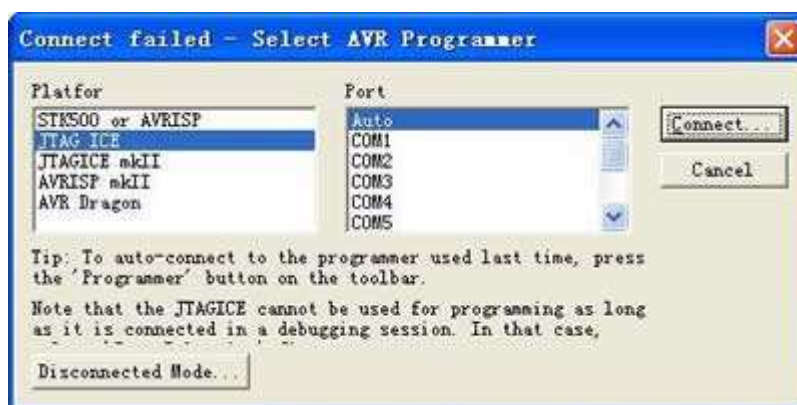 Connect failed - Select AVR Programmer
Platfor
STK500 or AVRISP
JTAG ICE
JTAGICE mkII
AVRISP mkII
AVR Dragon
Port
Auto
COM1
COM2
COM3
COM4
COM5
Connect...
Cancel
Tip: To auto-connect to the programmer used last time, press
the 'Programmer' button on the toolbar.
Note that the JTAGICE cannot be used for programming as long
as it is connected in a debugging session. In that case,
Disconnected Mode...